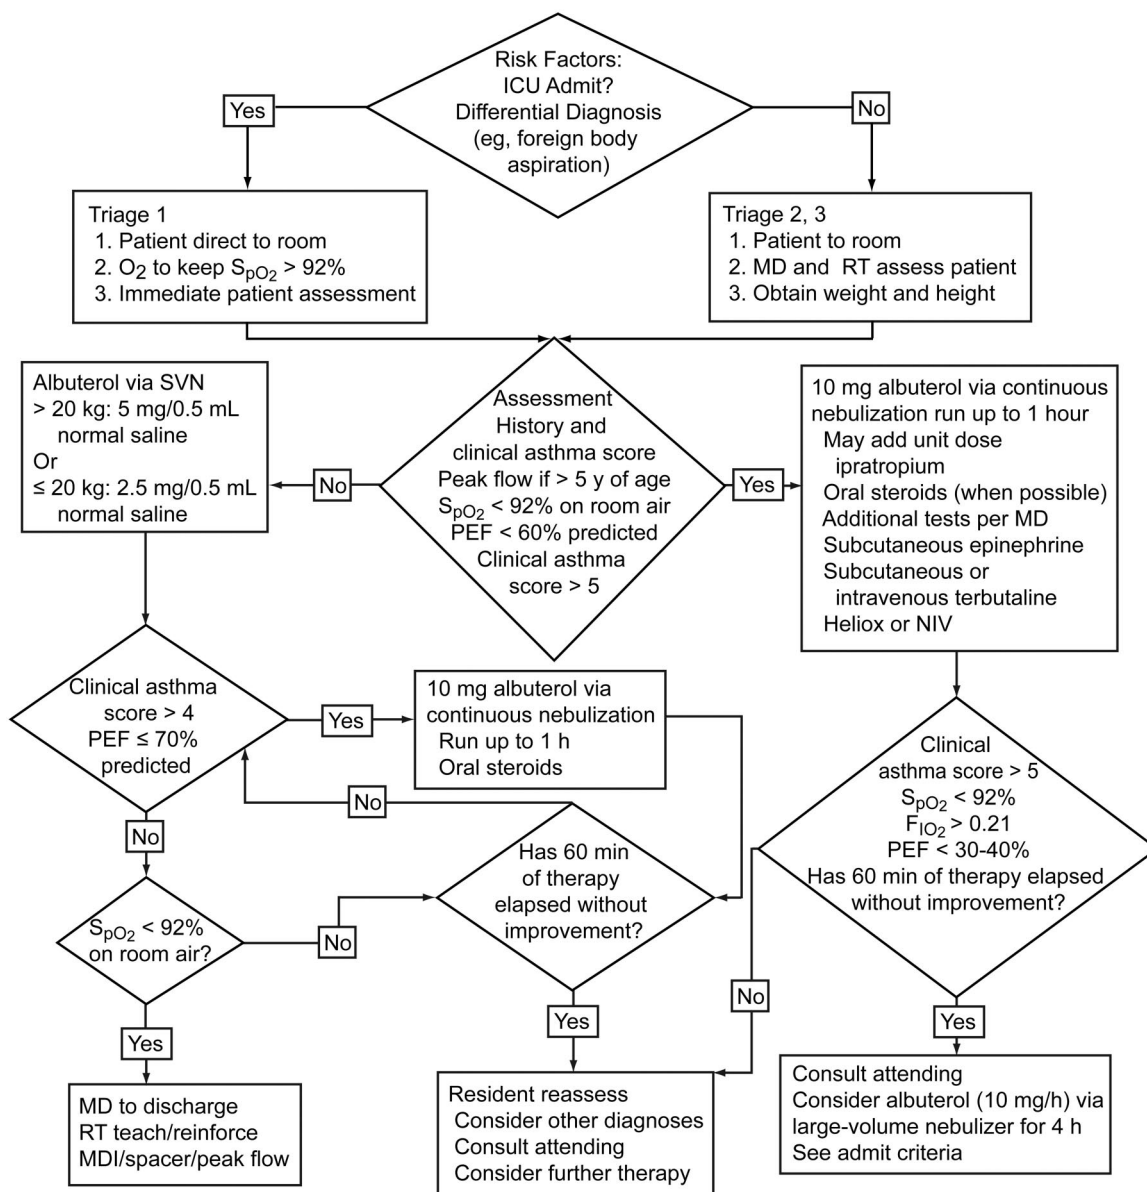 Risk Factors:
ICU Admit?
Differential Diagnosis
(eg, foreign body
aspiration)
Yes
No
Triage 1
1. Patient direct to room
2. O2 to keep SpO2 > 92%
3. Immediate patient assessment
Triage 2, 3
1. Patient to room
2. MD and RT assess patient
3. Obtain weight and height
Albuterol via SVN
> 20 kg: 5 mg/0.5 mL
normal saline
Or
≤ 20 kg: 2.5 mg/0.5 mL
normal saline
No
Assessment
History and
clinical asthma score
Peak flow if > 5 y of age
SpO2 < 92% on room air
PEF < 60% predicted
Clinical asthma
score > 5
Yes
10 mg albuterol via continuous
nebulization run up to 1 hour
May add unit dose
ipratropium
Oral steroids (when possible)
Additional tests per MD
Subcutaneous epinephrine
Subcutaneous or
intravenous terbutaline
Heliox or NIV
Clinical asthma
score > 4
PEF ≤ 70%
predicted
Yes
10 mg albuterol via
continuous nebulization
Run up to 1 h
Oral steroids
No
No
Has 60 min
of therapy
elapsed without
improvement?
Clinical
asthma score > 5
SpO2 < 92%
FIO2 > 0.21
PEF < 30-40%
Has 60 min of therapy elapsed
without improvement?
SpO2 < 92%
on room air?
No
No
Yes
Yes
Yes
MD to discharge
RT teach/reinforce
MDI/spacer/peak flow
Resident reassess
Consider other diagnoses
Consult attending
Consider further therapy
Consult attending
Consider albuterol (10 mg/h) via
large-volume nebulizer for 4 h
See admit criteria